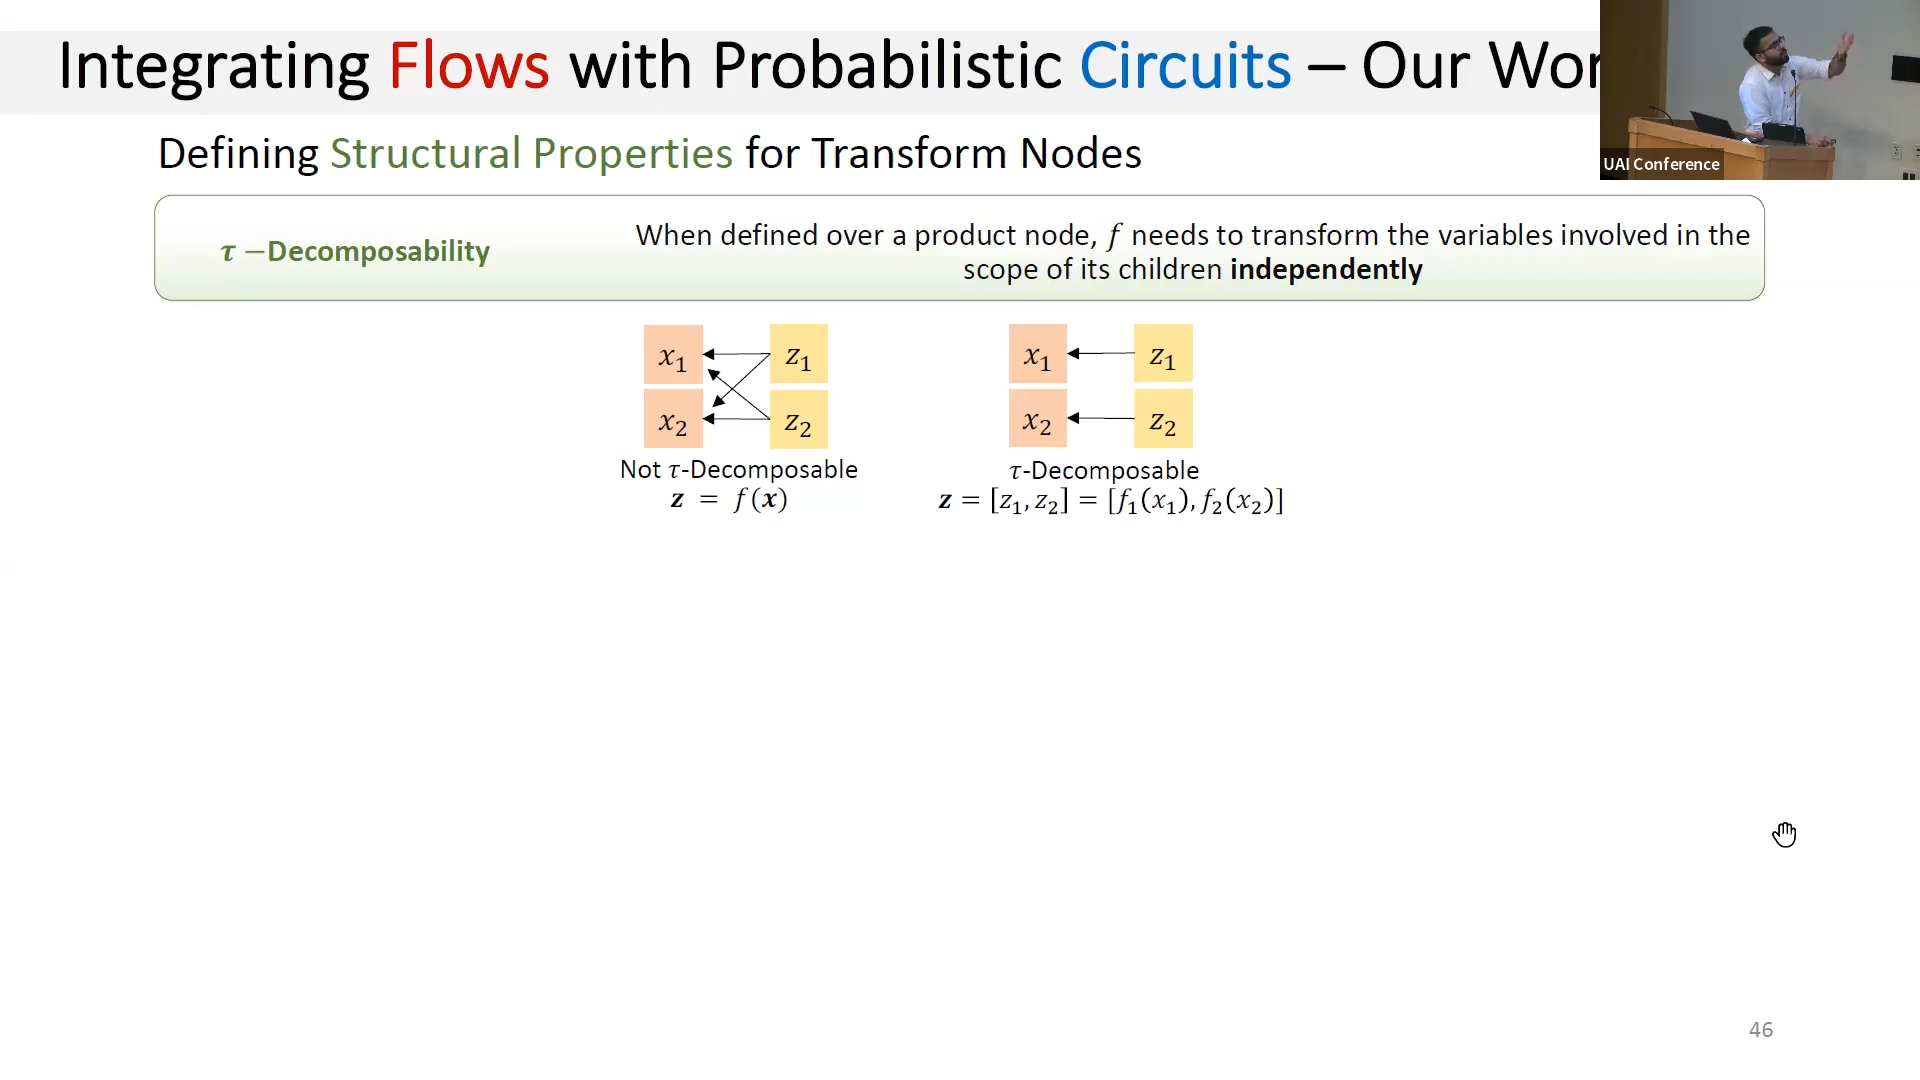 Integrating Flows with Probabilistic Circuits – Our Wor
UAI Conference
Defining Structural Properties for Transform Nodes
τ −Decomposability
When defined over a product node, f needs to transform the variables involved in the
scope of its children independently
x₁ z₁
x₂ z₂
Not τ-Decomposable
z = f(x)
x₁ z₁
x₂ z₂
τ-Decomposable
z = [z₁, z₂] = [f₁(x₁), f₂(x₂)]
46